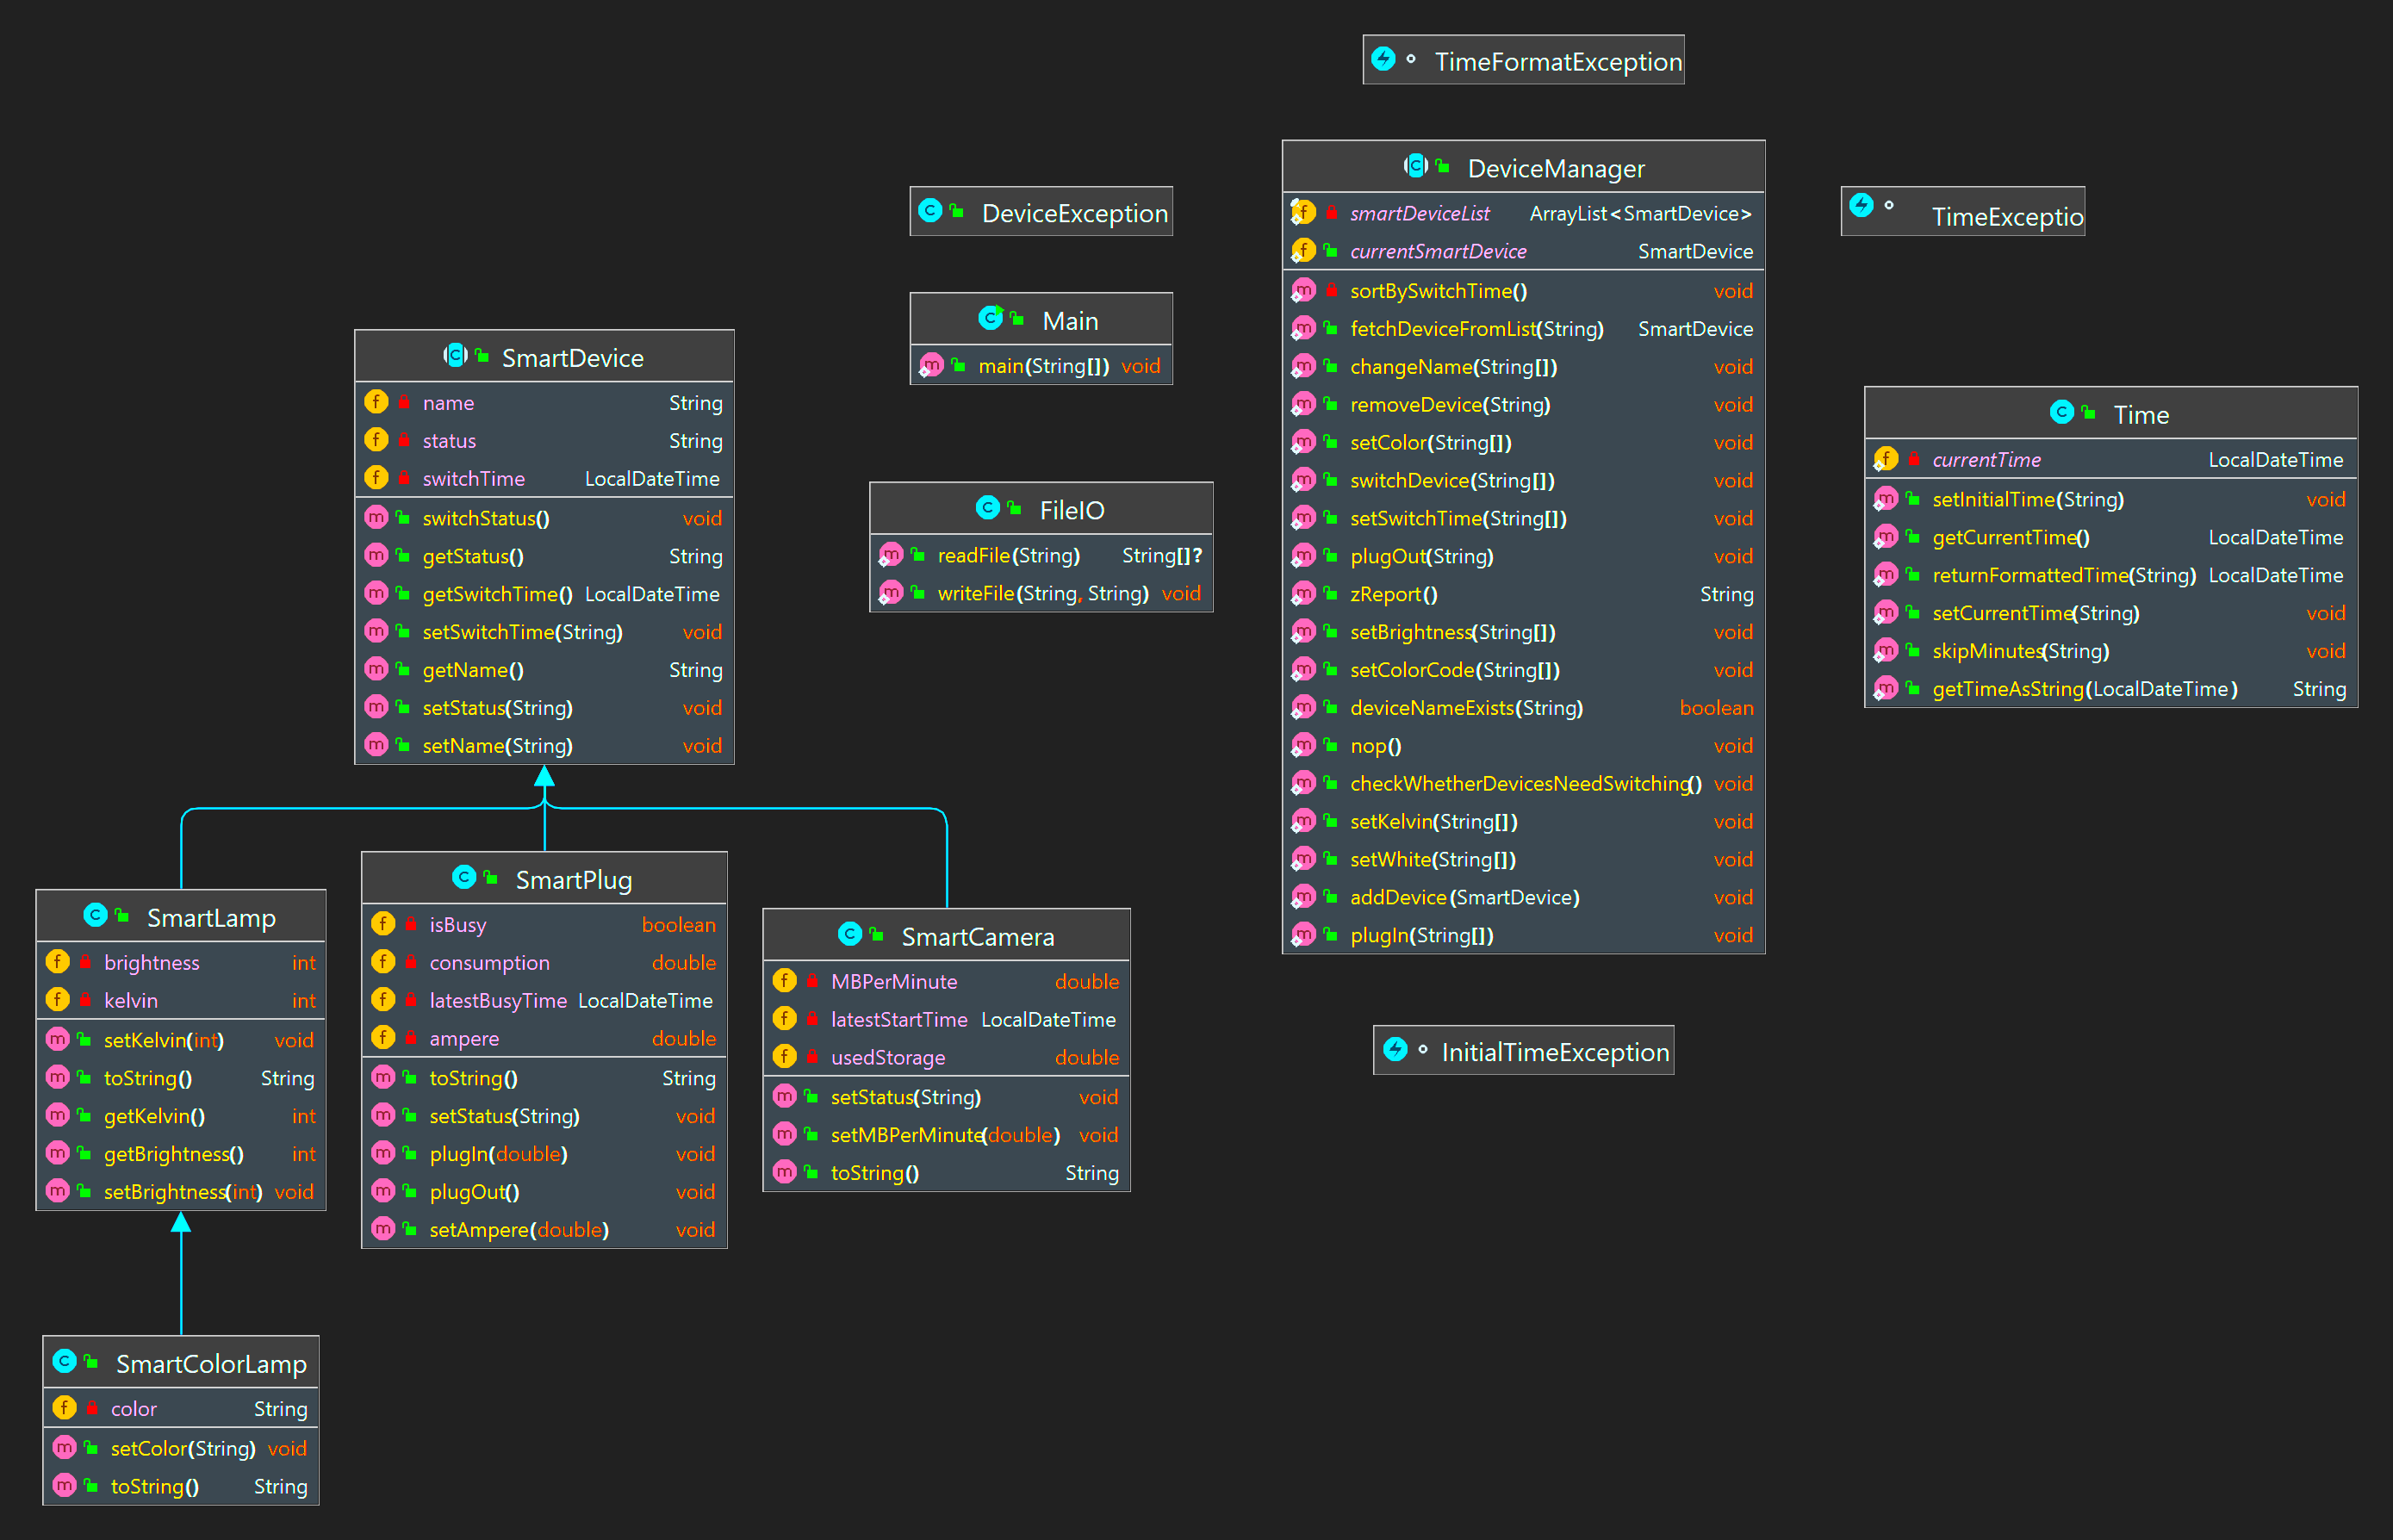 TimeFormatException
DeviceManager
smartDeviceList ArrayList<SmartDevice>
currentSmartDevice SmartDevice
sortBySwitchTime() void
fetchDeviceFromList(String) SmartDevice
changeName(String[]) void
removeDevice(String) void
setColor(String[]) void
switchDevice(String[]) void
setSwitchTime(String[]) void
plugOut(String) void
zReport() String
setBrightness(String[]) void
setColorCode(String[]) void
deviceNameExists(String) boolean
nop() void
checkWhetherDevicesNeedSwitching() void
setKelvin(String[]) void
setWhite(String[]) void
addDevice(SmartDevice) void
plugIn(String[]) void
DeviceException
TimeExceptio
Main
main(String[]) void
SmartDevice
name String
status String
switchTime LocalDateTime
switchStatus() void
getStatus() String
getSwitchTime() LocalDateTime
setSwitchTime(String) void
getName() String
setStatus(String) void
setName(String) void
Time
currentTime LocalDateTime
setInitialTime(String) void
getCurrentTime() LocalDateTime
returnFormattedTime(String) LocalDateTime
setCurrentTime(String) void
skipMinutes(String) void
getTimeAsString(LocalDateTime) String
FileIO
readFile(String) String[]?
writeFile(String, String) void
SmartLamp
brightness int
kelvin int
setKelvin(int) void
toString() String
getKelvin() int
getBrightness() int
setBrightness(int) void
SmartPlug
isBusy boolean
consumption double
latestBusyTime LocalDateTime
ampere double
toString() String
setStatus(String) void
plugIn(double) void
plugOut() void
setAmpere(double) void
SmartCamera
MBPerMinute double
latestStartTime LocalDateTime
usedStorage double
setStatus(String) void
setMBPerMinute(double) void
toString() String
InitialTimeException
SmartColorLamp
color String
setColor(String) void
toString() String